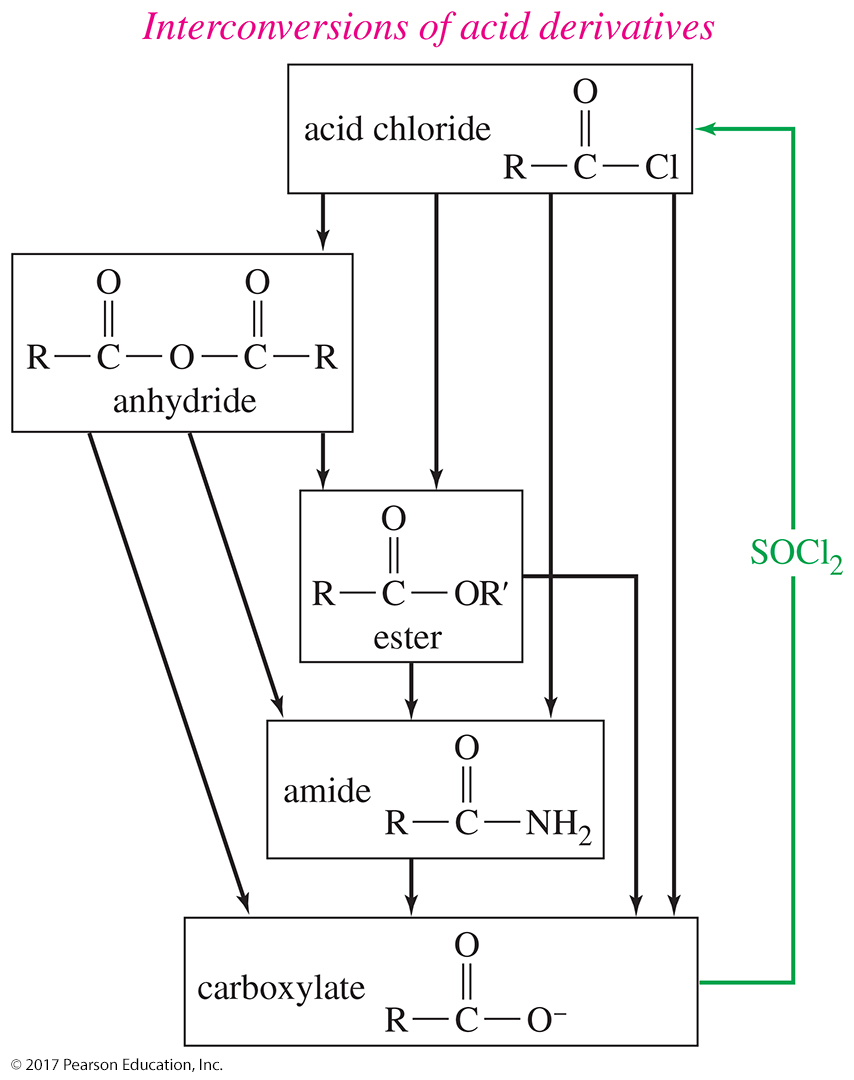 Interconversions of acid derivatives
O
acid chloride
R—C—Cl
O O
R—C—O—C—R
anhydride
O
R—C—OR′
ester
SOCl₂
O
amide
R—C—NH₂
O
carboxylate
R—C—O⁻
© 2017 Pearson Education, Inc.